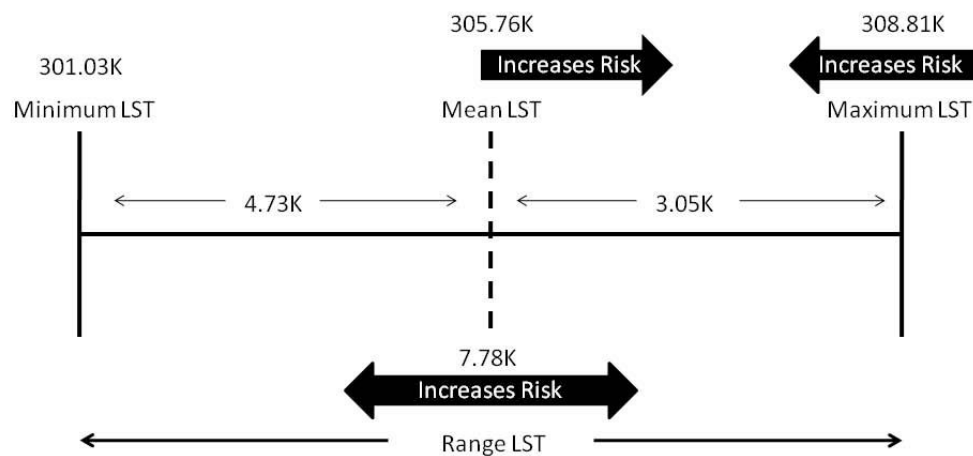 305.76K
308.81K
Increases Risk
Increases Risk
301.03K
Minimum LST
Mean LST
Maximum LST
4.73K
3.05K
7.78K
Increases Risk
Range LST